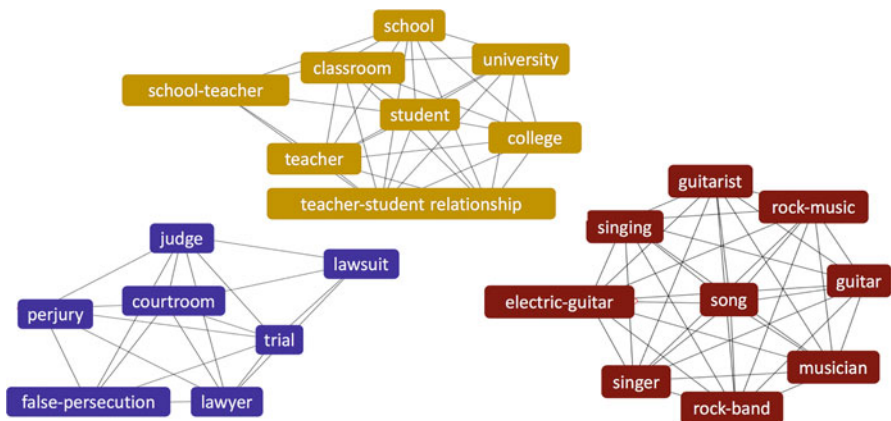 school
classroom
university
school-teacher
student
college
teacher
teacher-student relationship
judge
lawsuit
courtroom
perjury
trial
false-persecution
lawyer
guitarist
rock-music
singing
guitar
electric-guitar
song
musician
singer
rock-band